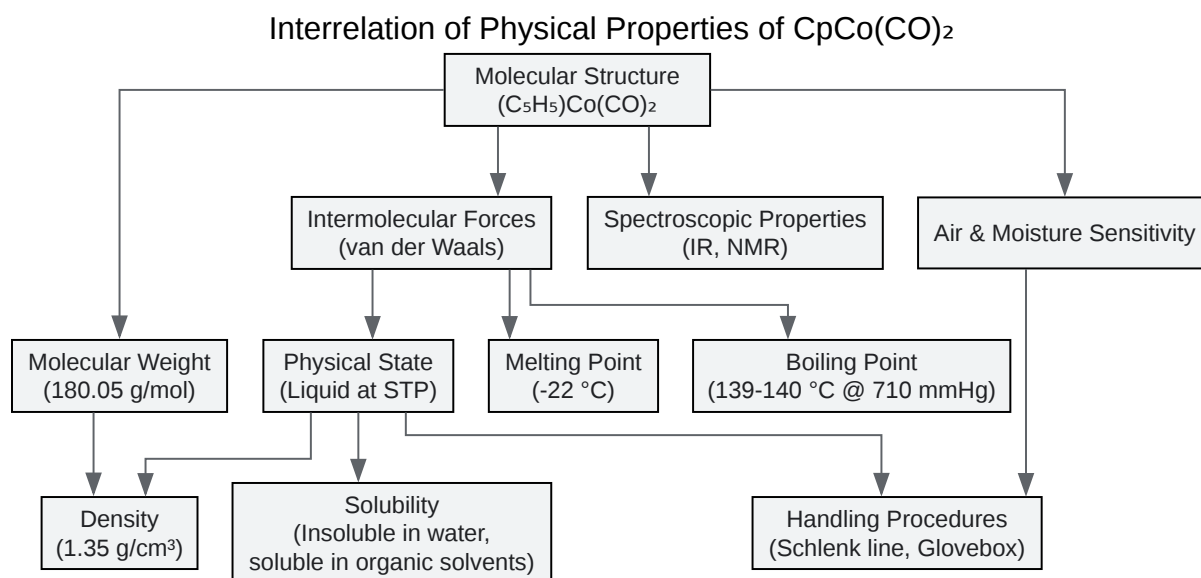 Interrelation of Physical Properties of CpCo(CO)₂
Molecular Structure
(C₅H₅)Co(CO)₂
Intermolecular Forces
(van der Waals)
Spectroscopic Properties
(IR, NMR)
Air & Moisture Sensitivity
Molecular Weight
(180.05 g/mol)
Physical State
(Liquid at STP)
Melting Point
(-22 °C)
Boiling Point
(139-140 °C @ 710 mmHg)
Density
(1.35 g/cm³)
Solubility
(Insoluble in water,
soluble in organic solvents)
Handling Procedures
(Schlenk line, Glovebox)